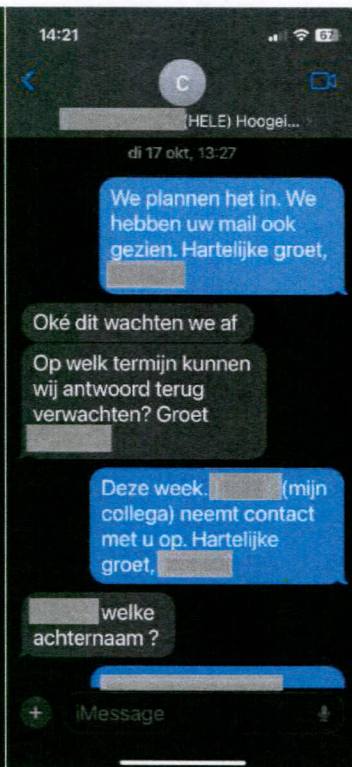 14:21
67
C
(HELE) Hoogei...
di 17 okt, 13:27
We plannen het in. We
hebben uw mail ook
gezien. Hartelijke groet,
Oké dit wachten we af
Op welk termijn kunnen
wij antwoord terug
verwachten? Groet
Deze week. (mijn
collega) neemt contact
met u op. Hartelijke
groet,
welke
achternaam ?
iMessage